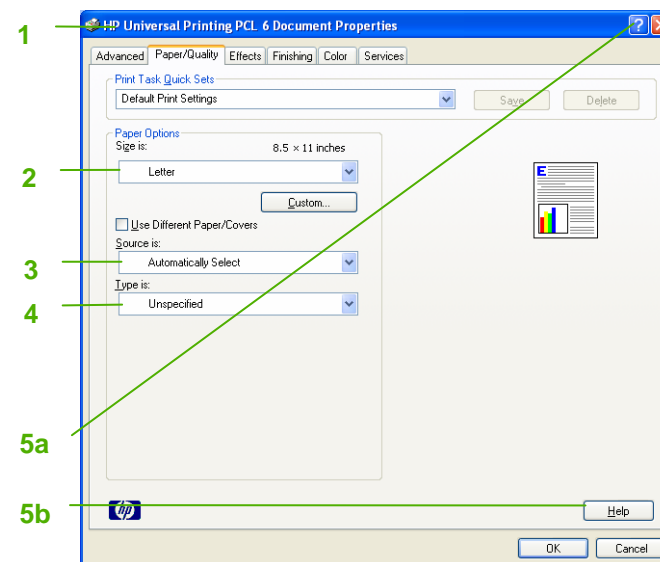 1
HP Universal Printing PCL 6 Document Properties
?
Advanced Paper/Quality Effects Finishing Color Services
Print Task Quick Sets
Default Print Settings
Save Delete
Paper Options
Size is: 8.5 × 11 inches
2
Letter
E
Custom...
Use Different Paper/Covers
Source is:
3
Automatically Select
Type is:
4
Unspecified
5a
5b
hp
Help
OK Cancel